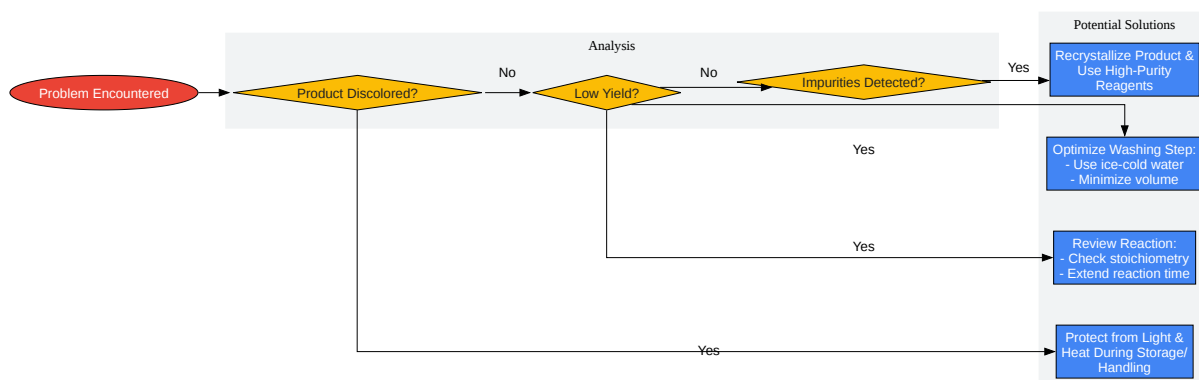 Potential Solutions
Analysis
Problem Encountered
Product Discolored?
No
Low Yield?
No
Impurities Detected?
Yes
Recrystallize Product &
Use High-Purity
Reagents
Yes
Optimize Washing Step:
- Use ice-cold water
- Minimize volume
Yes
Review Reaction:
- Check stoichiometry
- Extend reaction time
Yes
Protect from Light &
Heat During Storage/
Handling